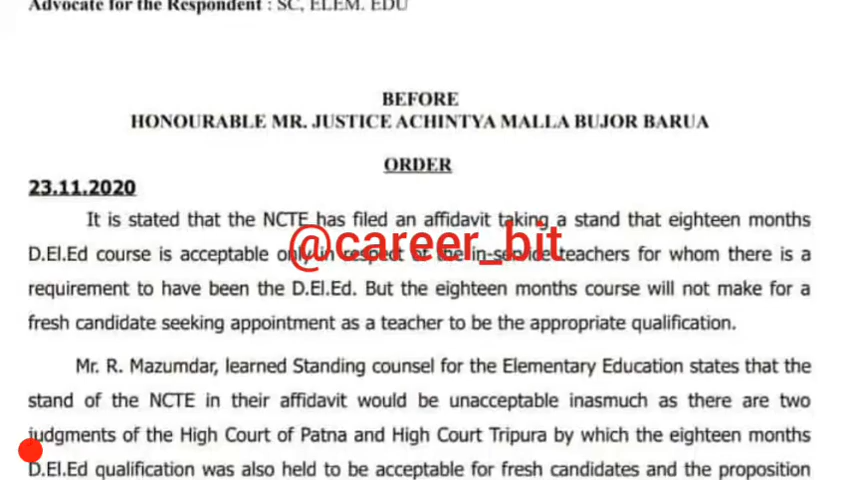 Advocate for the Respondent : SC, ELEM. EDU
BEFORE
HONOURABLE MR. JUSTICE ACHINTYA MALLA BUJOR BARUA
ORDER
23.11.2020
It is stated that the NCTE has filed an affidavit taking a stand that eighteen months
D.El.Ed course is acceptable only in respect of the in-service teachers for whom there is a
@career_bit
requirement to have been the D.El.Ed. But the eighteen months course will not make for a
fresh candidate seeking appointment as a teacher to be the appropriate qualification.
Mr. R. Mazumdar, learned Standing counsel for the Elementary Education states that the
stand of the NCTE in their affidavit would be unacceptable inasmuch as there are two
judgments of the High Court of Patna and High Court Tripura by which the eighteen months
D.El.Ed qualification was also held to be acceptable for fresh candidates and the proposition